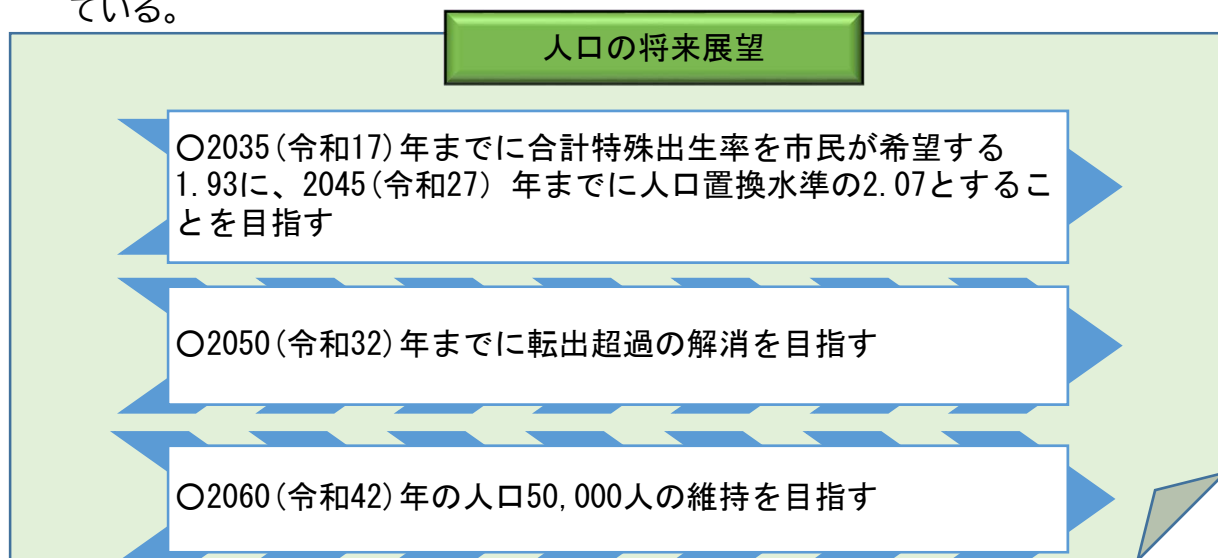 ている。
人口の将来展望
○2035(令和17)年までに合計特殊出生率を市民が希望する
1.93に、2045(令和27) 年までに人口置換水準の2.07とするこ
とを目指す
○2050(令和32)年までに転出超過の解消を目指す
○2060(令和42)年の人口50,000人の維持を目指す